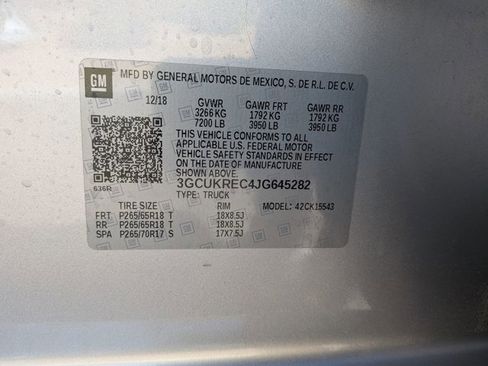 GM
MFD BY GENERAL MOTORS DE MEXICO, S. DE R.L. DE C.V.
12/18 GVWR GAWR FRT GAWR RR
3266 KG 1792 KG 1792 KG
7200 LB 3950 LB 3950 LB
THIS VEHICLE CONFORMS TO ALL
APPLICABLE U.S. FEDERAL MOTOR
VEHICLE SAFETY STANDARDS IN
EFFECT ON THE DATE OF MANUFACTURE
SHOWN ABOVE.
3GCUKREC4JG645282
636R TYPE: TRUCK
TIRE SIZE RIM MODEL: 42CK15543
FRT P265/65R18 T 18X8.5J
RR P265/65R18 T 18X8.5J
SPA P265/70R17 S 17X7.5J